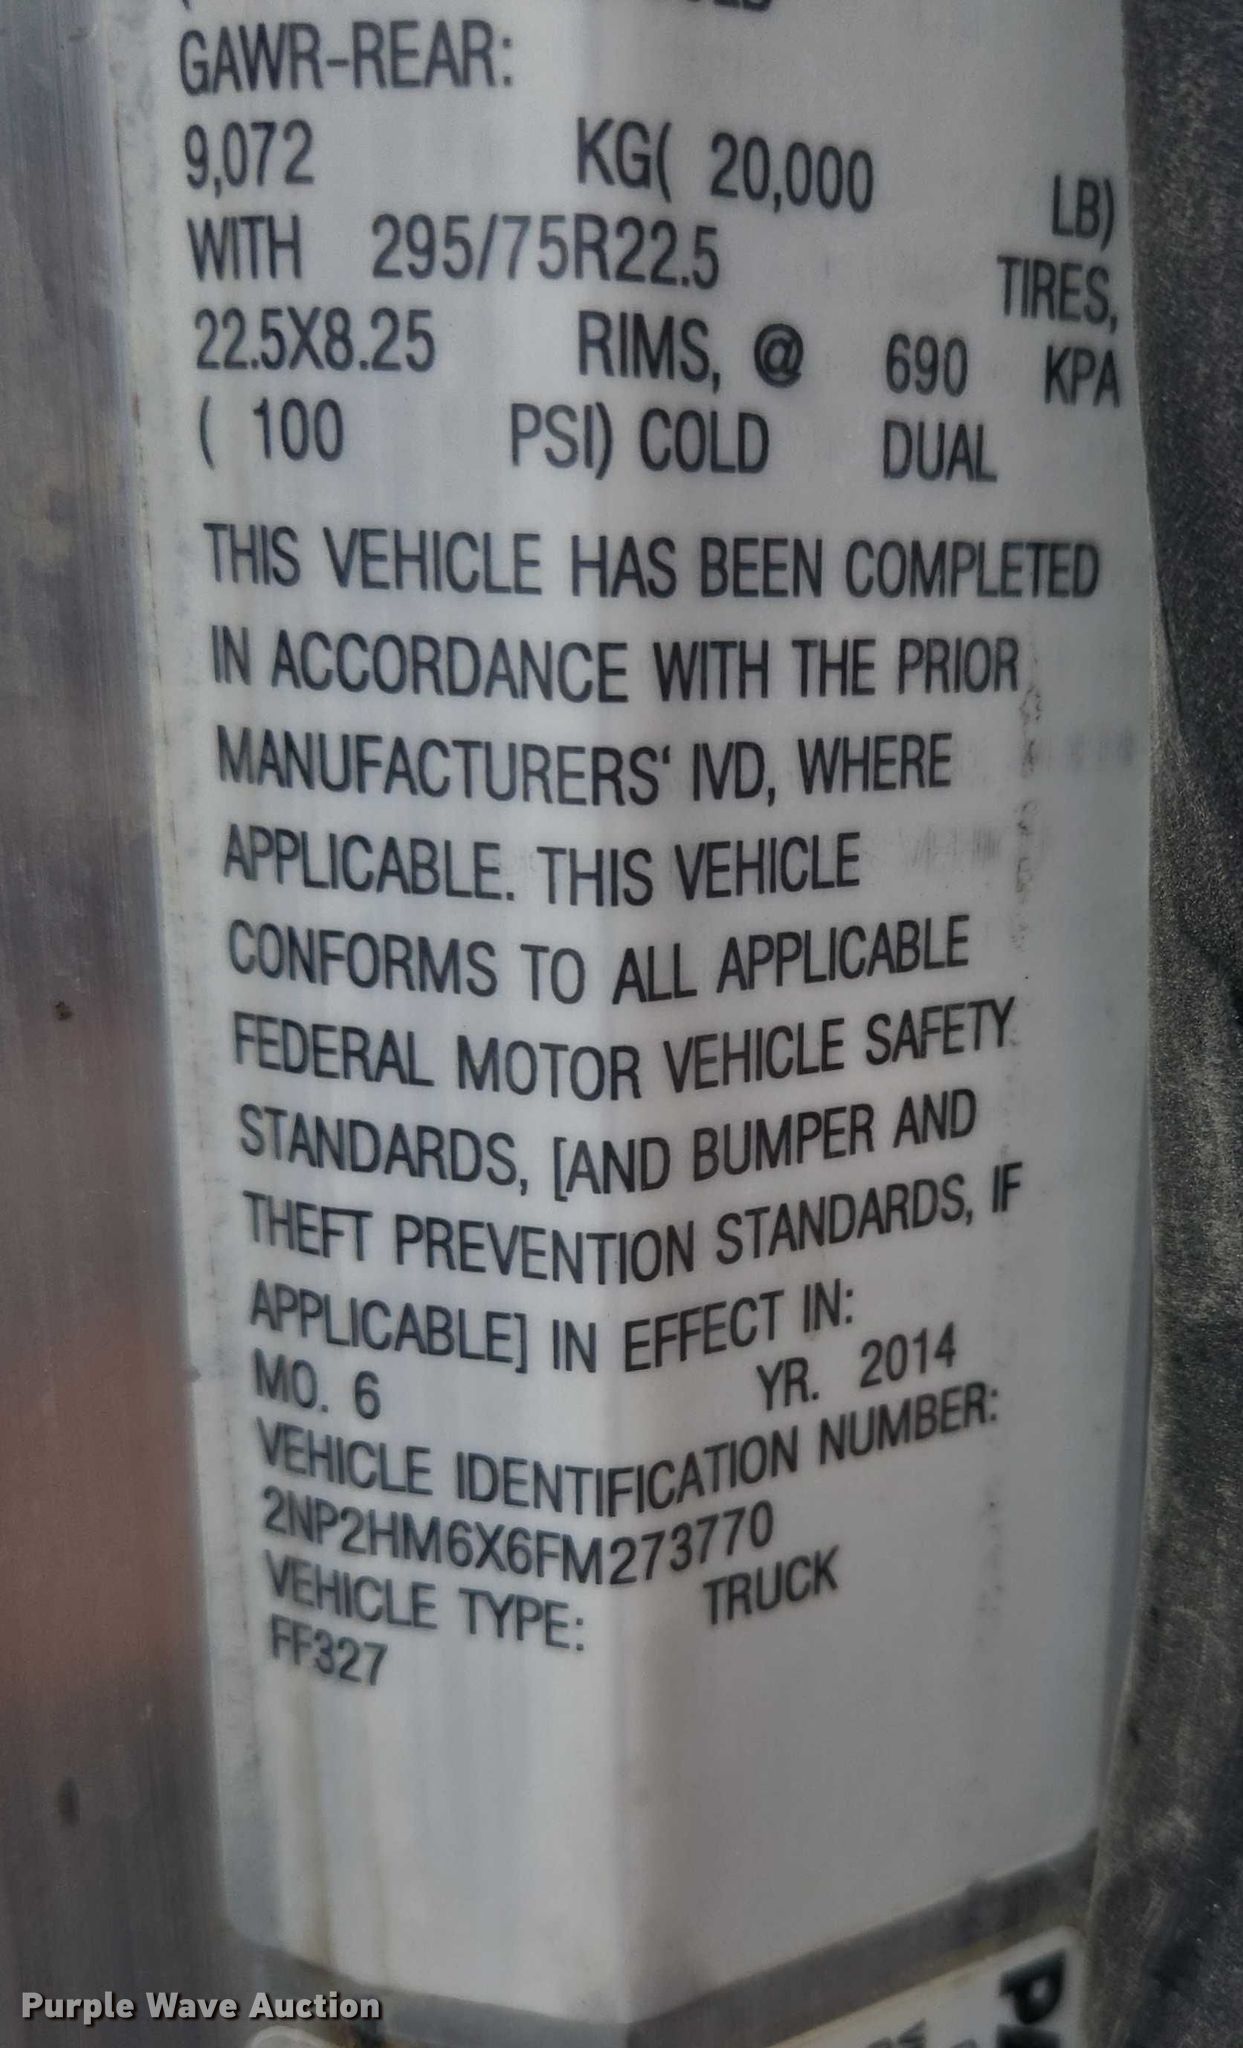 GAWR-REAR:
9,072 KG( 20,000 LB)
WITH 295/75R22.5 TIRES,
22.5X8.25 RIMS, @ 690 KPA
( 100 PSI) COLD DUAL
THIS VEHICLE HAS BEEN COMPLETED
IN ACCORDANCE WITH THE PRIOR
MANUFACTURERS' IVD, WHERE
APPLICABLE. THIS VEHICLE
CONFORMS TO ALL APPLICABLE
FEDERAL MOTOR VEHICLE SAFETY
STANDARDS, [AND BUMPER AND
THEFT PREVENTION STANDARDS, IF
APPLICABLE] IN EFFECT IN:
MO. 6 YR. 2014
VEHICLE IDENTIFICATION NUMBER:
2NP2HM6X6FM273770
VEHICLE TYPE: TRUCK
FF327
Purple Wave Auction